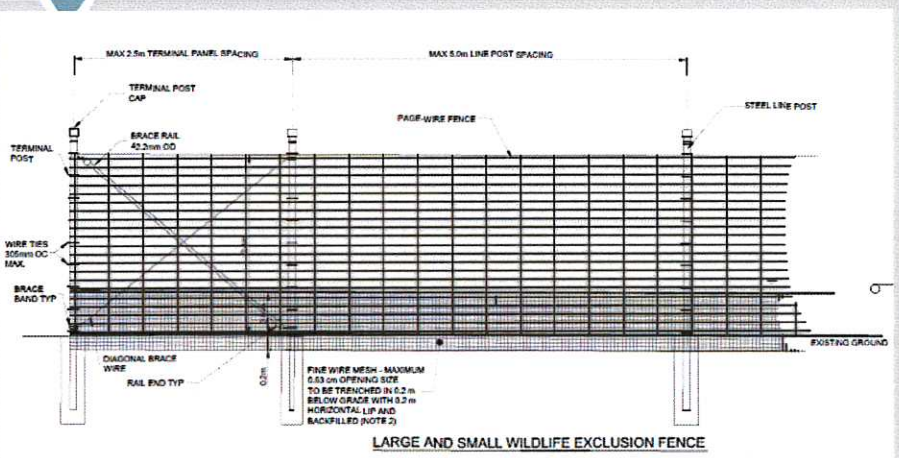 MAX 2.5m TERMINAL PANEL SPACING
MAX 5.0m LINE POST SPACING
TERMINAL POST
CAP
STEEL LINE POST
PAGE-WIRE FENCE
BRACE RAIL
42.2mm OD
TERMINAL
POST
WIRE TIES
305mm OC
MAX.
BRACE
BAND TYP
EXISTING GROUND
DIAGONAL BRACE
WIRE
RAIL END TYP
0.2m
FINE WIRE MESH - MAXIMUM
0.63 cm OPENING SIZE
TO BE TRENCHED IN 0.2 m
BELOW GRADE WITH 0.2 m
HORIZONTAL LIP AND
BACKFILLED (NOTE 2)
LARGE AND SMALL WILDLIFE EXCLUSION FENCE